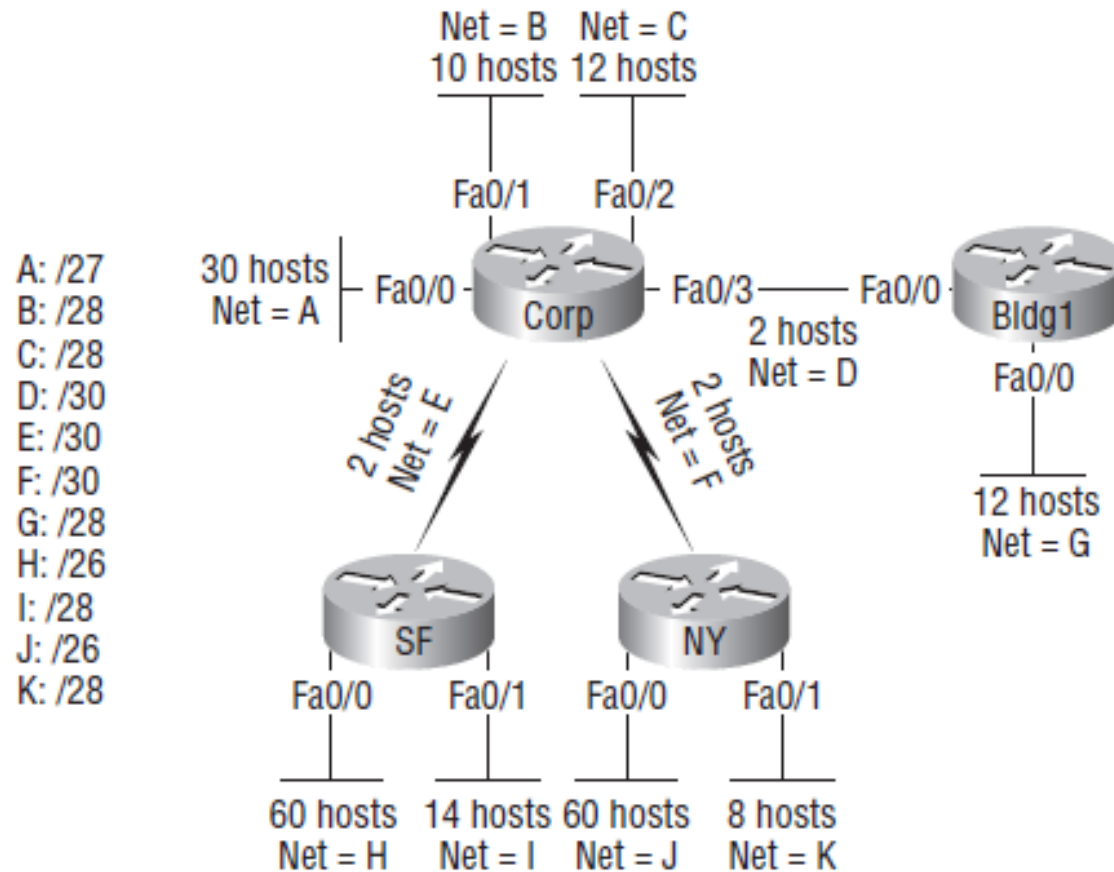 Net = B
10 hosts
Net = C
12 hosts
Fa0/1
Fa0/2
A: /27
B: /28
C: /28
D: /30
E: /30
F: /30
G: /28
H: /26
I: /28
J: /26
K: /28
30 hosts
Net = A
Fa0/0
Corp
Fa0/3
2 hosts
Net = D
Fa0/0
Bldg1
Fa0/0
12 hosts
Net = G
2 hosts
Net = E
2 hosts
Net = F
SF
NY
Fa0/0
Fa0/1
Fa0/0
Fa0/1
60 hosts
Net = H
14 hosts
Net = I
60 hosts
Net = J
8 hosts
Net = K